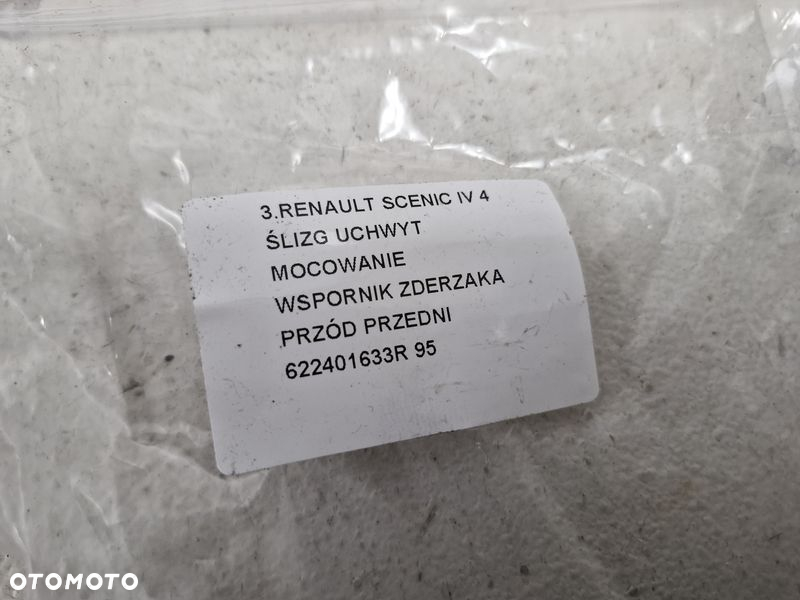 3.RENAULT SCENIC IV 4
ŚLIZG UCHWYT
MOCOWANIE
WSPORNIK ZDERZAKA
PRZÓD PRZEDNI
622401633R 95
OTOMOTO